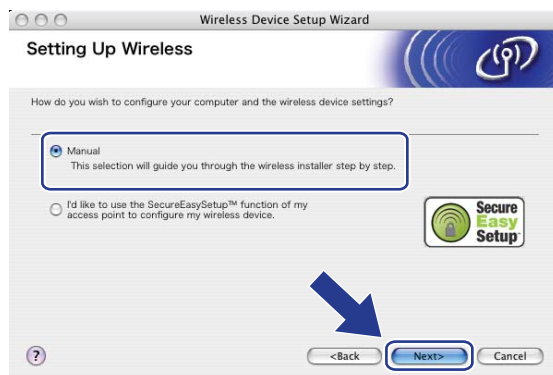 Wireless Device Setup Wizard
Setting Up Wireless
How do you wish to configure your computer and the wireless device settings?
Manual
This selection will guide you through the wireless installer step by step.
I'd like to use the SecureEasySetup™ function of my
access point to configure my wireless device.
Secure
Easy
Setup
?
<Back
Next>
Cancel